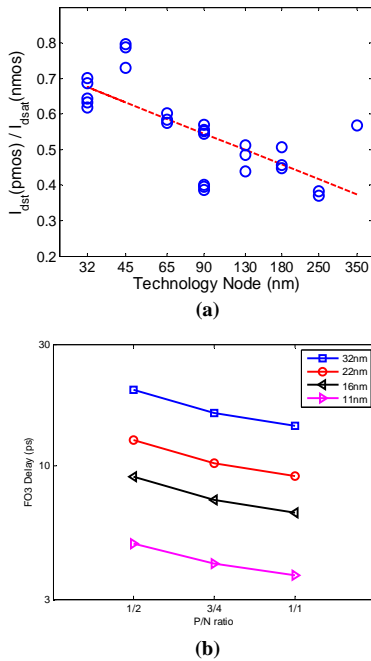 I_dst(pmos) / I_dsat(nmos)
0.8
0.7
0.6
0.5
0.4
0.3
0.2
32 45 65 90 130 180 250 350
Technology Node (nm)
(a)
FO3 Delay (ps)
30
10
3
32nm
22nm
16nm
11nm
1/2 3/4 1/1
P/N ratio
(b)